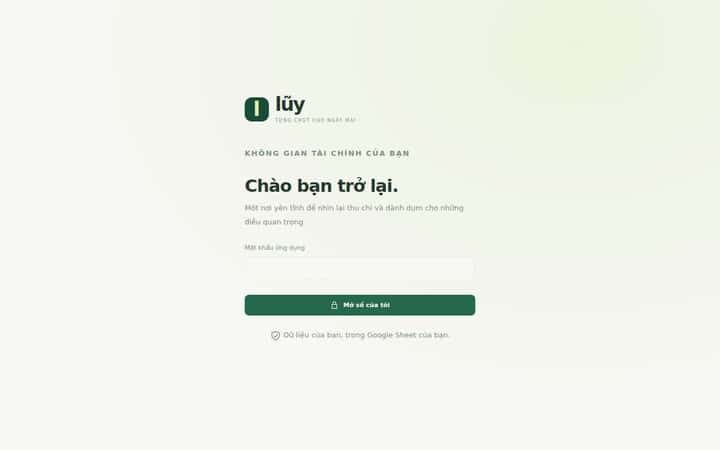 l lũy
TỪNG CHÚT CHO NGÀY MAI
KHÔNG GIAN TÀI CHÍNH CỦA BẠN
Chào bạn trở lại.
Một nơi yên tĩnh để nhìn lại thu chi và dành dụm cho những
điều quan trọng.
Mật khẩu ứng dụng
Mở sổ của tôi
Dữ liệu của bạn, trong Google Sheet của bạn.